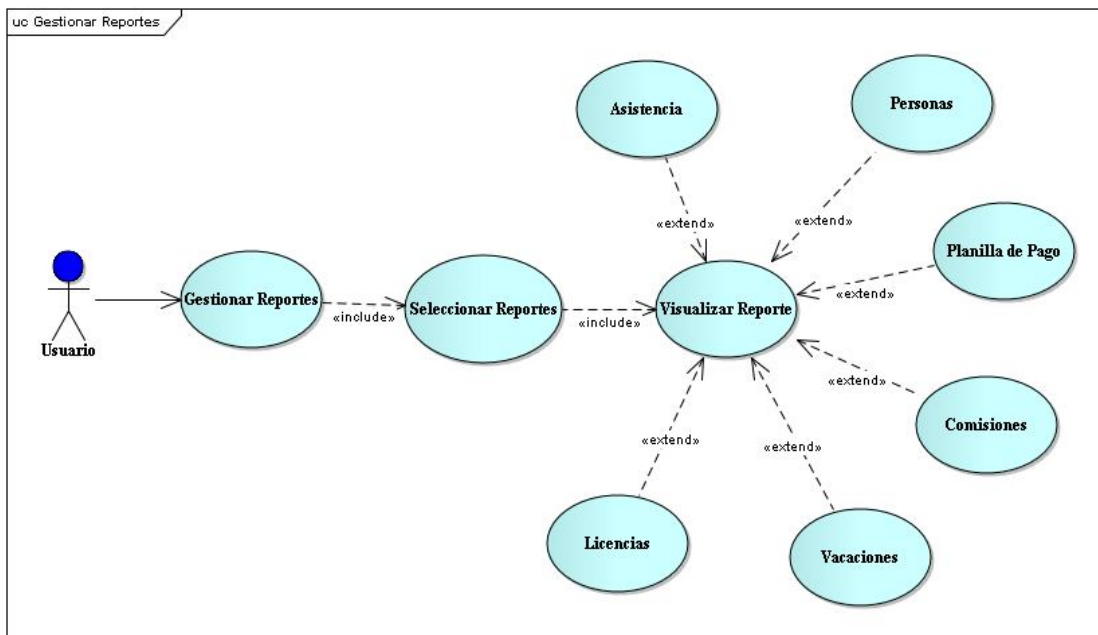 uc Gestionar Reportes
Asistencia
Personas
«extend»
«extend»
Planilla de Pago
«extend»
Usuario
Gestionar Reportes
«include»
Seleccionar Reportes
«include»
Visualizar Reporte
«extend»
Comisiones
«extend»
«extend»
Licencias
Vacaciones